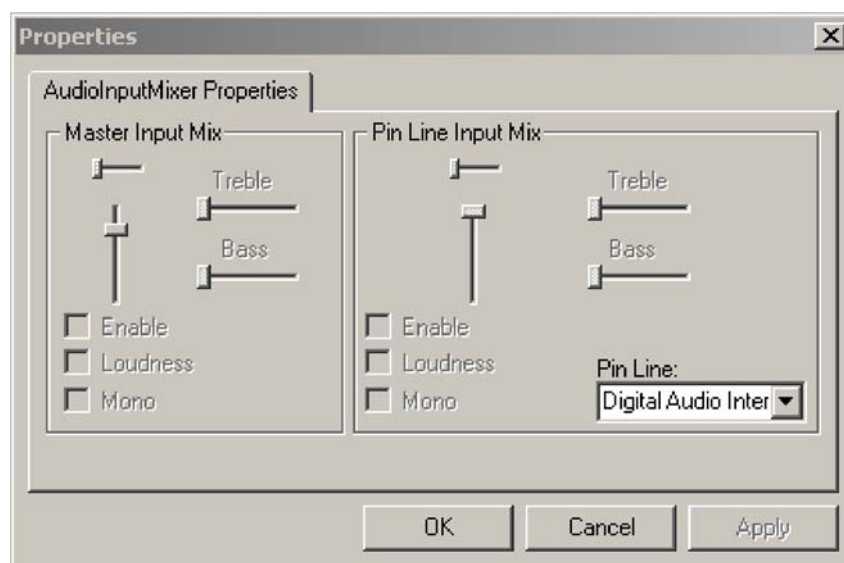 Properties
AudioInputMixer Properties
Master Input Mix
Treble
Bass
Enable
Loudness
Mono
Pin Line Input Mix
Treble
Bass
Enable
Loudness
Mono
Pin Line:
Digital Audio Inter
OK
Cancel
Apply